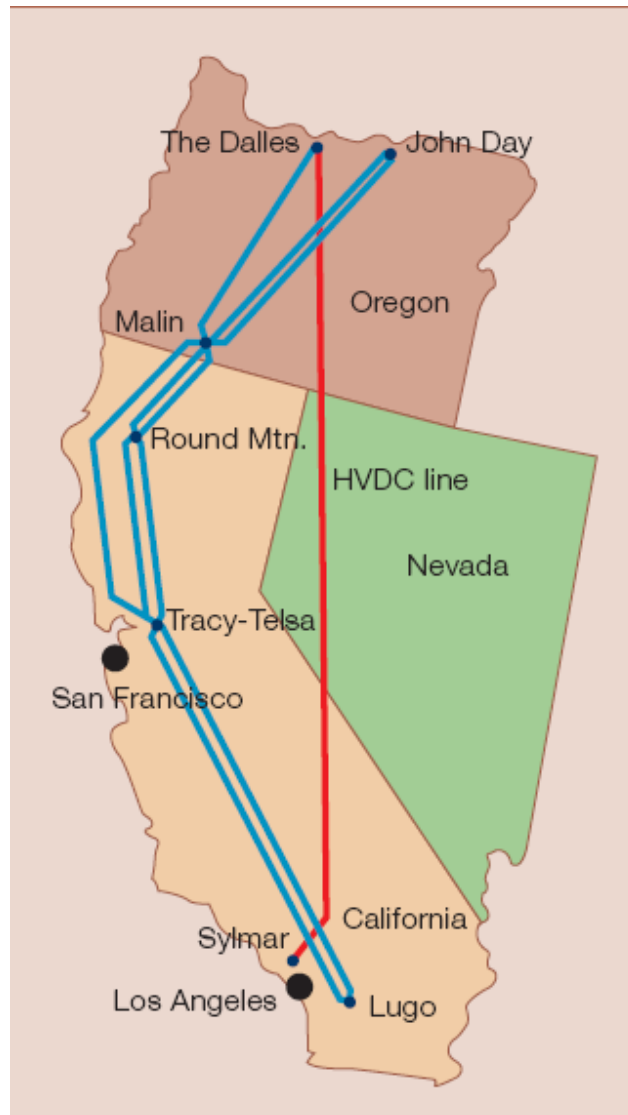 The Dalles
John Day
Oregon
Malin
Round Mtn.
HVDC line
Nevada
Tracy-Telsa
San Francisco
California
Sylmar
Los Angeles
Lugo